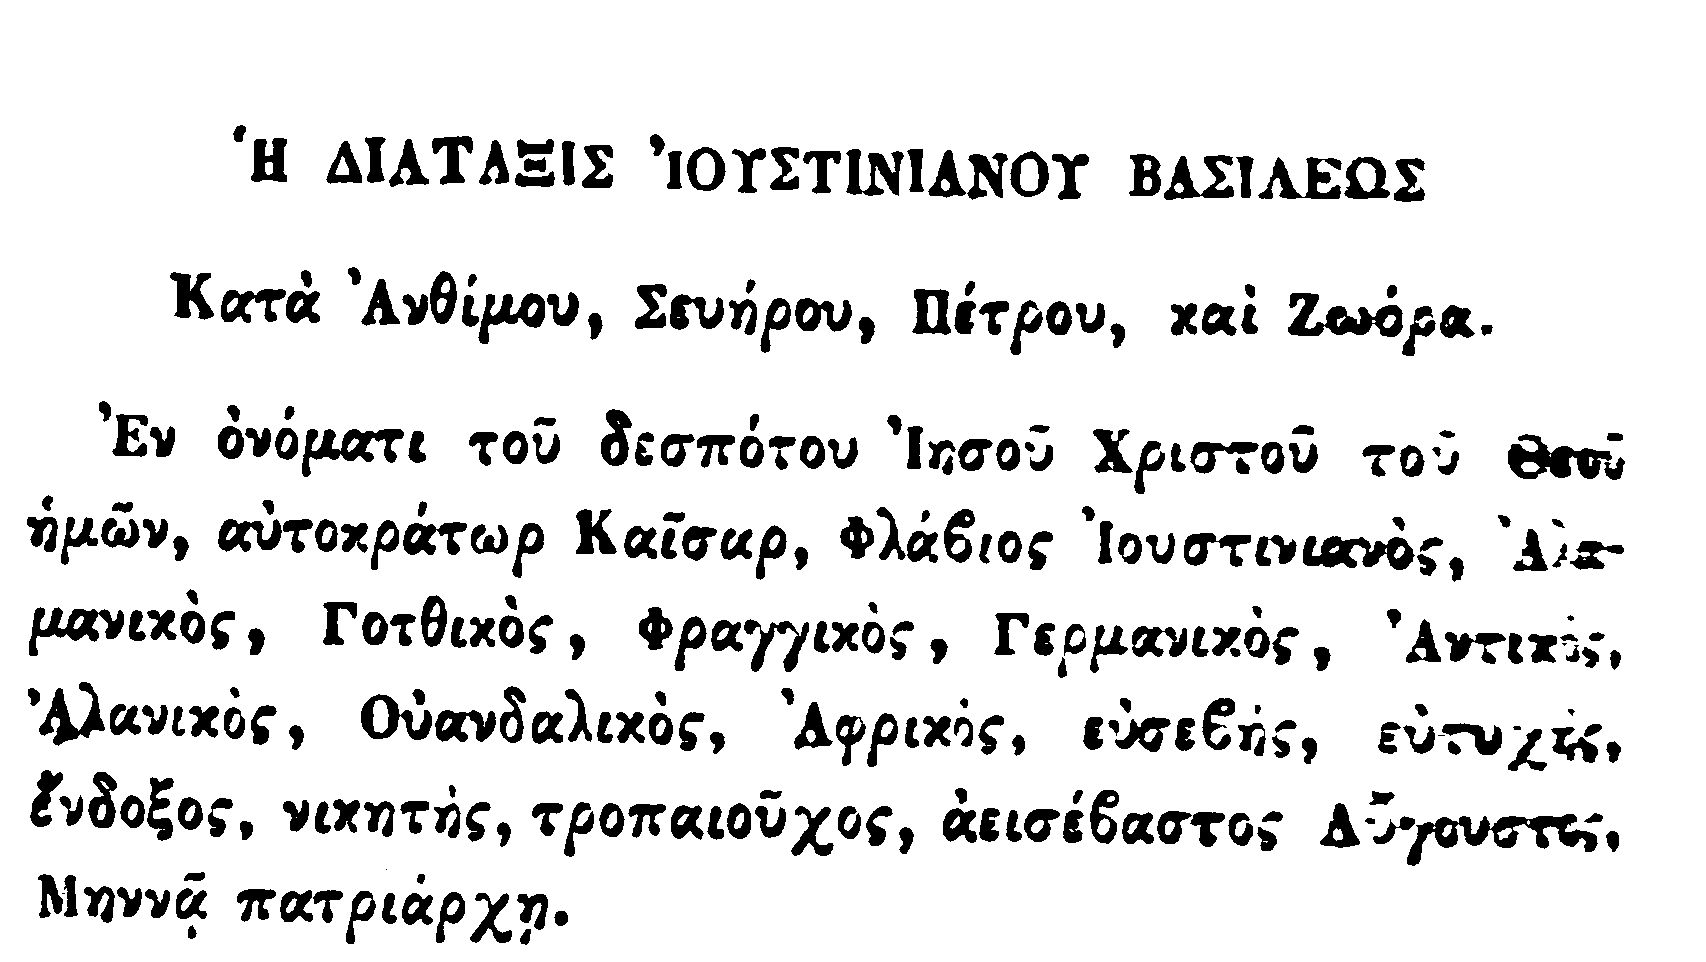 Ἡ ΔΙΑΤΑΞΙΣ ἸΟΥΣΤΙΝΙΑΝΟΥ ΒΑΣΙΛΕΩΣ
Κατὰ Ἀνθίμου, Σευήρου, Πέτρου, καὶ Ζωόρα.
Ἐν ὀνόματι τοῦ δεσπότου Ἰησοῦ Χριστοῦ τοῦ Θεοῦ
ἡμῶν, αὐτοκράτωρ Καῖσαρ, Φλάϐιος Ἰουστινιανὸς, Ἀλα-
μανικὸς, Γοτθικὸς, Φραγγικὸς, Γερμανικὸς, Ἀντικὸς,
Ἀλανικὸς, Οὐανδαλικὸς, Ἀφρικὸς, εὐσεϐὴς, εὐτυχὴς,
ἔνδοξος, νικητὴς, τροπαιοῦχος, ἀεισέϐαστος Αὔγουστος,
Μηννᾷ πατριάρχῃ.